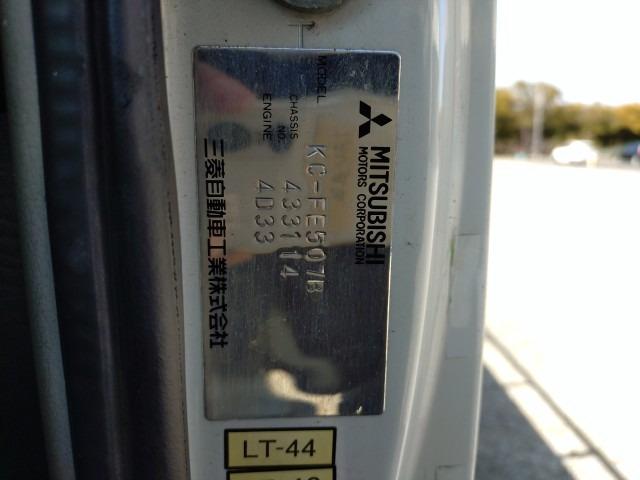 MITSUBISHI
MOTORS CORPORATION
MODEL KC-FE507B
CHASSIS NO. 433114
ENGINE 4D33
三菱自動車工業株式会社
LT-44